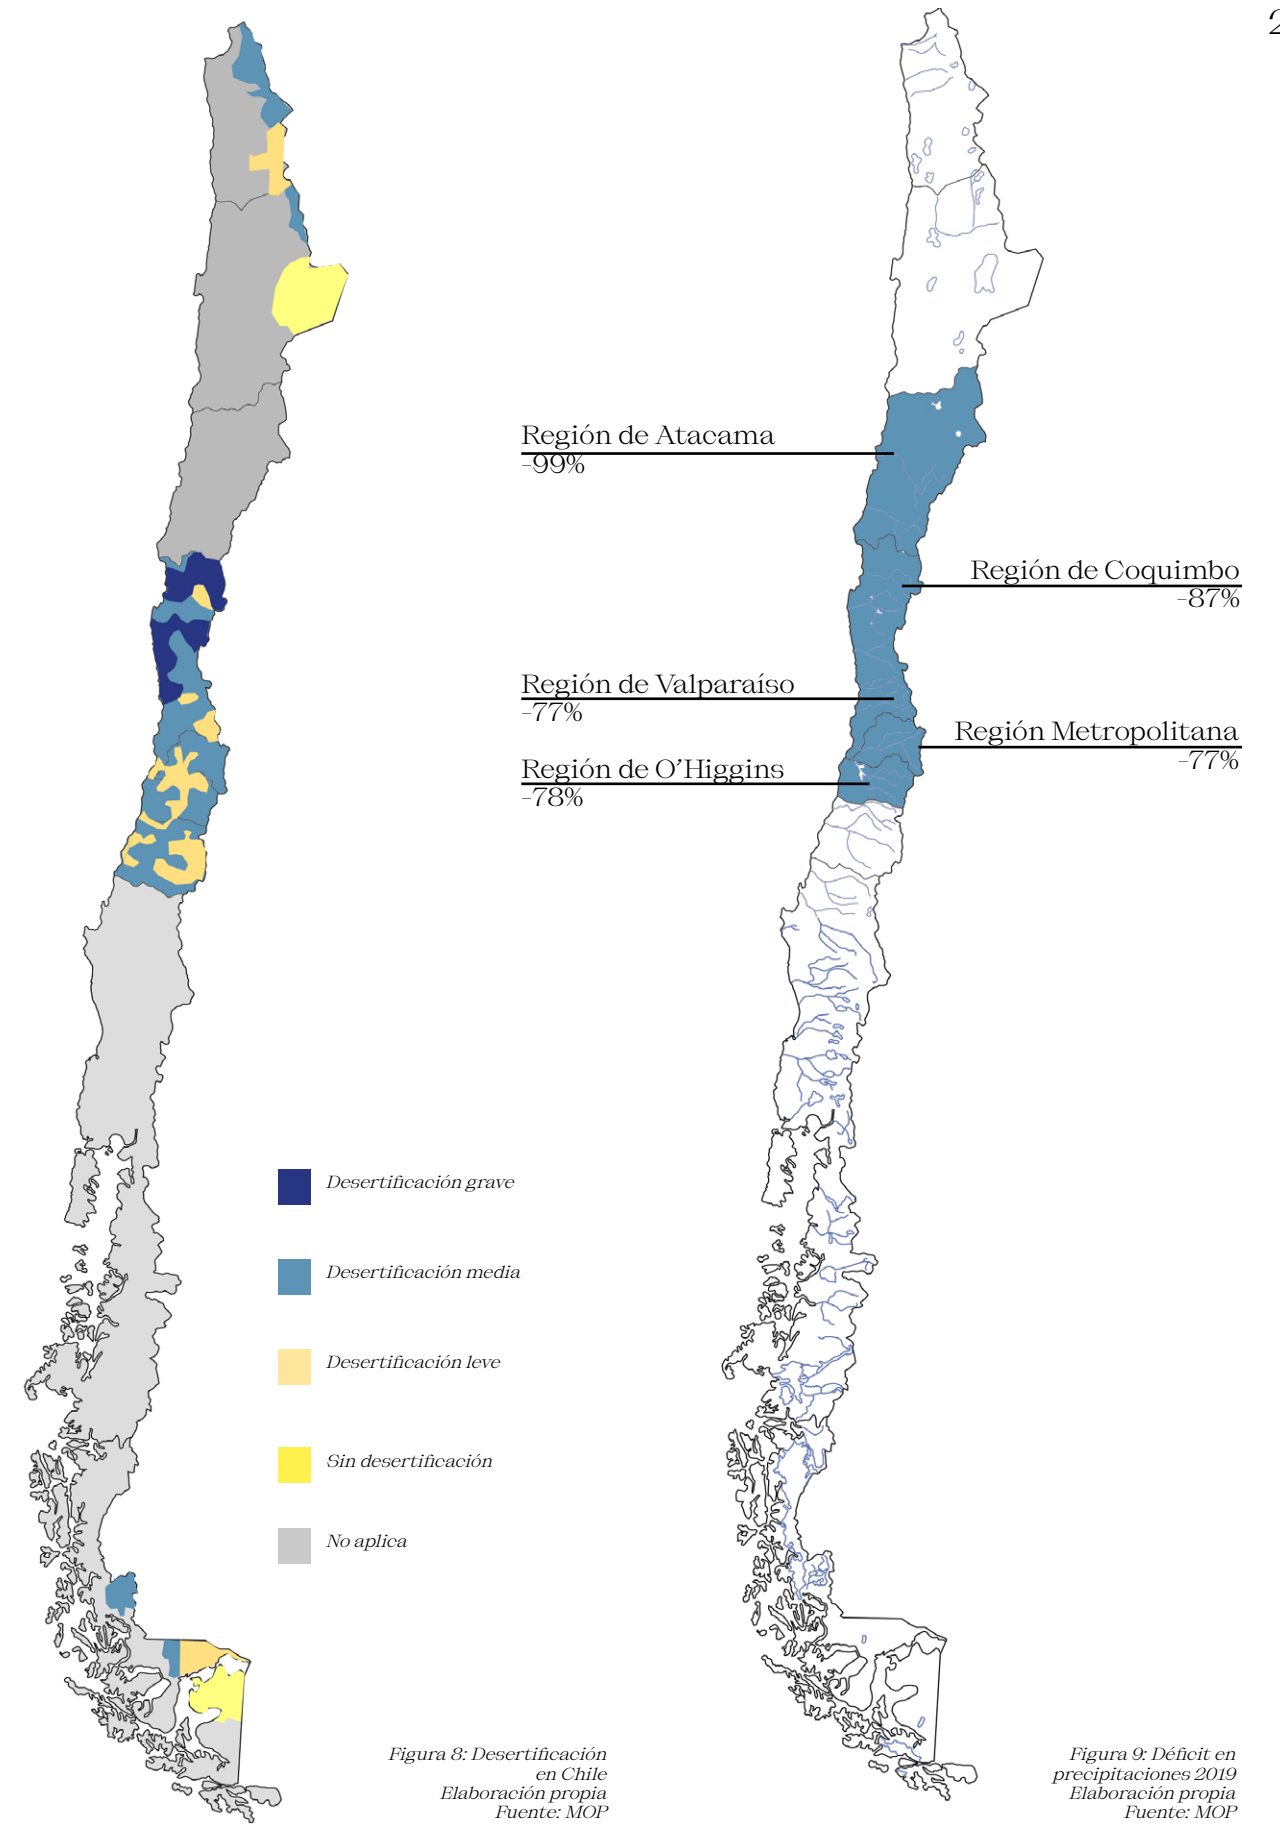 2
Región de Atacama
-99%
Región de Coquimbo
-87%
Región de Valparaíso
-77%
Región Metropolitana
-77%
Región de O'Higgins
-78%
Desertificación grave
Desertificación media
Desertificación leve
Sin desertificación
No aplica
Figura 8: Desertificación
en Chile
Elaboración propia
Fuente: MOP
Figura 9: Déficit en
precipitaciones 2019
Elaboración propia
Fuente: MOP